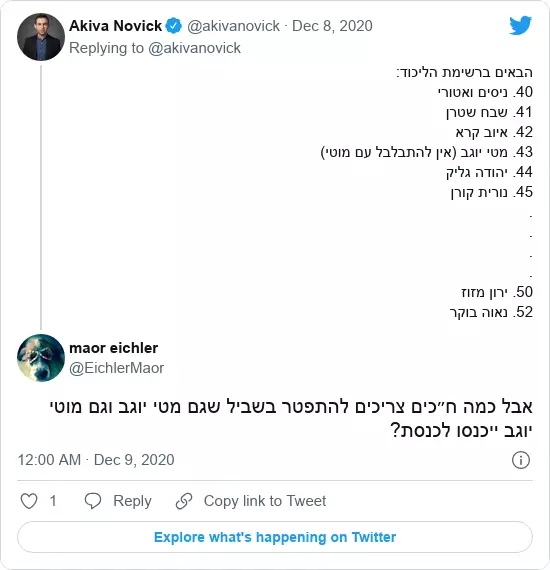 Akiva Novick @akivanovick · Dec 8, 2020
Replying to @akivanovick
הבאים ברשימת הליכוד:
40. ניסים ואטורי
41. שבח שטרן
42. איוב קרא
43. מטי יוגב (אין להתבלבל עם מוטי)
44. יהודה גליק
45. נורית קורן
.
.
.
.
50. ירון מזוז
52. נאוה בוקר
maor eichler
@EichlerMaor
אבל כמה ח״כים צריכים להתפטר בשביל שגם מטי יוגב וגם מוטי
יוגב ייכנסו לכנסת?
12:00 AM · Dec 9, 2020
1 Reply Copy link to Tweet
Explore what's happening on Twitter